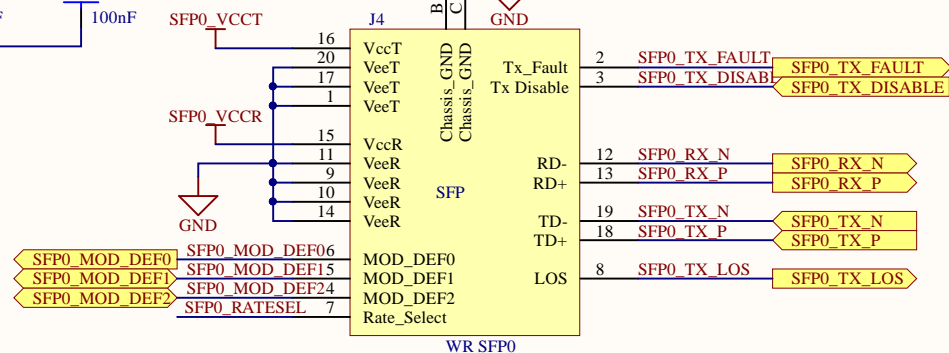 F
100nF
SFP0_VCCT
J4
B
C
GND
16 VccT
20 VeeT
17 VeeT
1 VeeT
SFP0_VCCR
15 VccR
11 VeeR
9 VeeR
10 VeeR
14 VeeR
GND
Chassis_GND
Chassis_GND
SFP
Tx_Fault 2 SFP0_TX_FAULT SFP0_TX_FAULT
Tx Disable 3 SFP0_TX_DISABL SFP0_TX_DISABLE
RD- 12 SFP0_RX_N SFP0_RX_N
RD+ 13 SFP0_RX_P SFP0_RX_P
TD- 19 SFP0_TX_N SFP0_TX_N
TD+ 18 SFP0_TX_P SFP0_TX_P
LOS 8 SFP0_TX_LOS SFP0_TX_LOS
SFP0_MOD_DEF0 SFP0_MOD_DEF0 6 MOD_DEF0
SFP0_MOD_DEF1 SFP0_MOD_DEF1 5 MOD_DEF1
SFP0_MOD_DEF2 SFP0_MOD_DEF2 4 MOD_DEF2
SFP0_RATESEL 7 Rate_Select
WR SFP0